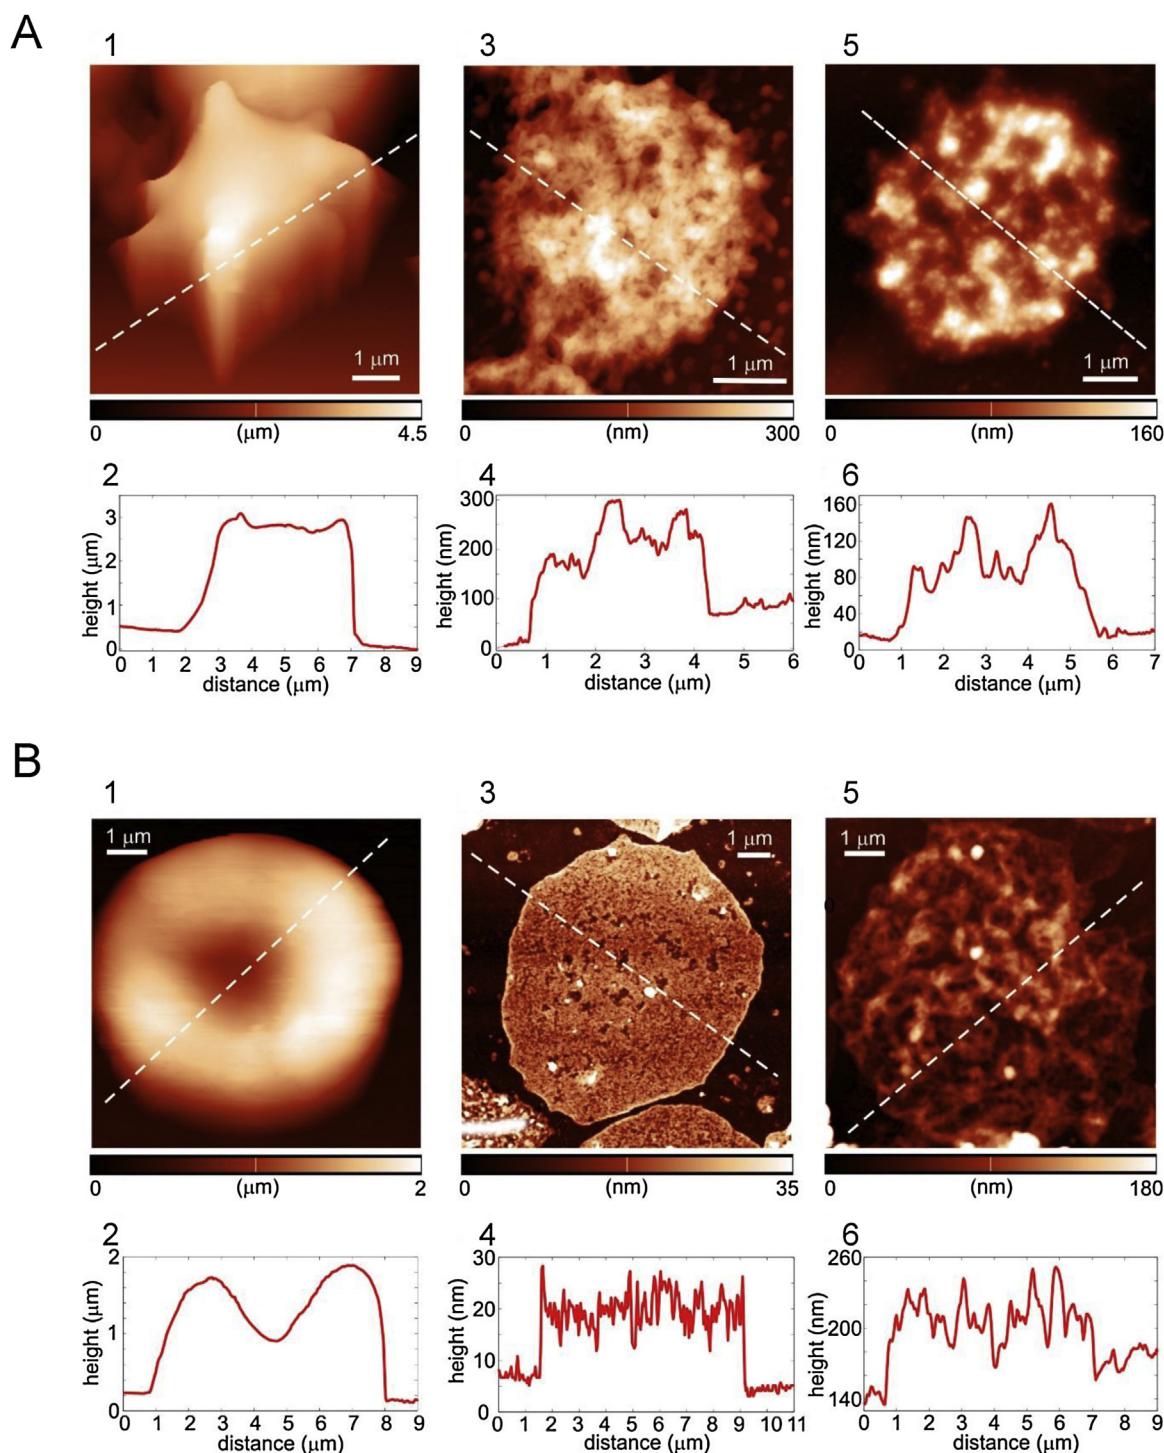 A
1
3
5
1 μm
1 μm
1 μm
0 (μm) 4.5
0 (nm) 300
0 (nm) 160
2
4
6
height (μm)
3
2
1
0
0 1 2 3 4 5 6 7 8 9
distance (μm)
height (nm)
300
200
100
0
1 2 3 4 5 6
distance (μm)
height (nm)
160
120
80
40
0
0 1 2 3 4 5 6 7
distance (μm)
B
1
3
5
1 μm
1 μm
1 μm
0
0 (μm) 2
0 (nm) 35
0 (nm) 180
2
4
6
height (μm)
2
1
0
0 1 2 3 4 5 6 7 8 9
distance (μm)
height (nm)
30
20
10
0
0 1 2 3 4 5 6 7 8 9 10 11
distance (μm)
height (nm)
260
200
140
0 1 2 3 4 5 6 7 8 9
distance (μm)